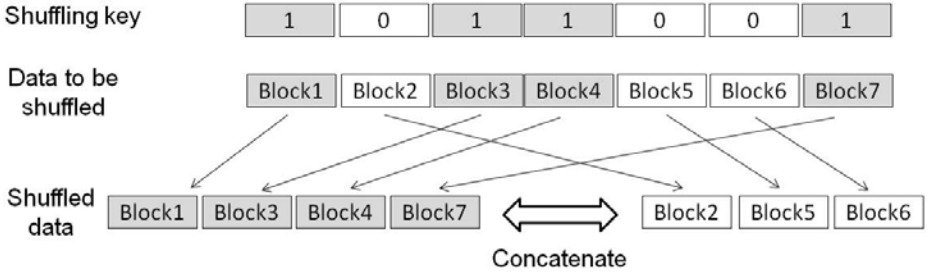 Shuffling key 1 0 1 1 0 0 1
Data to be
shuffled
Block1 Block2 Block3 Block4 Block5 Block6 Block7
Shuffled
data
Block1 Block3 Block4 Block7 Block2 Block5 Block6
Concatenate